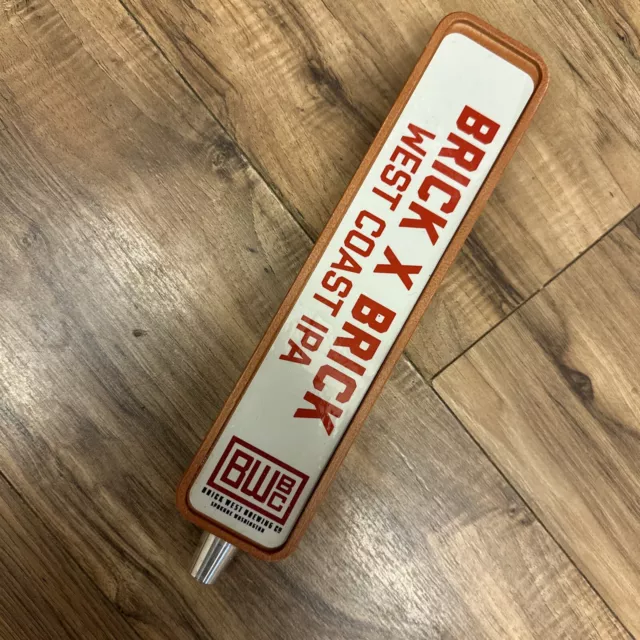 BRICK X BRICK
WEST COAST IPA
BWBC
BRICK WEST BREWING CO
SPOKANE, WASHINGTON